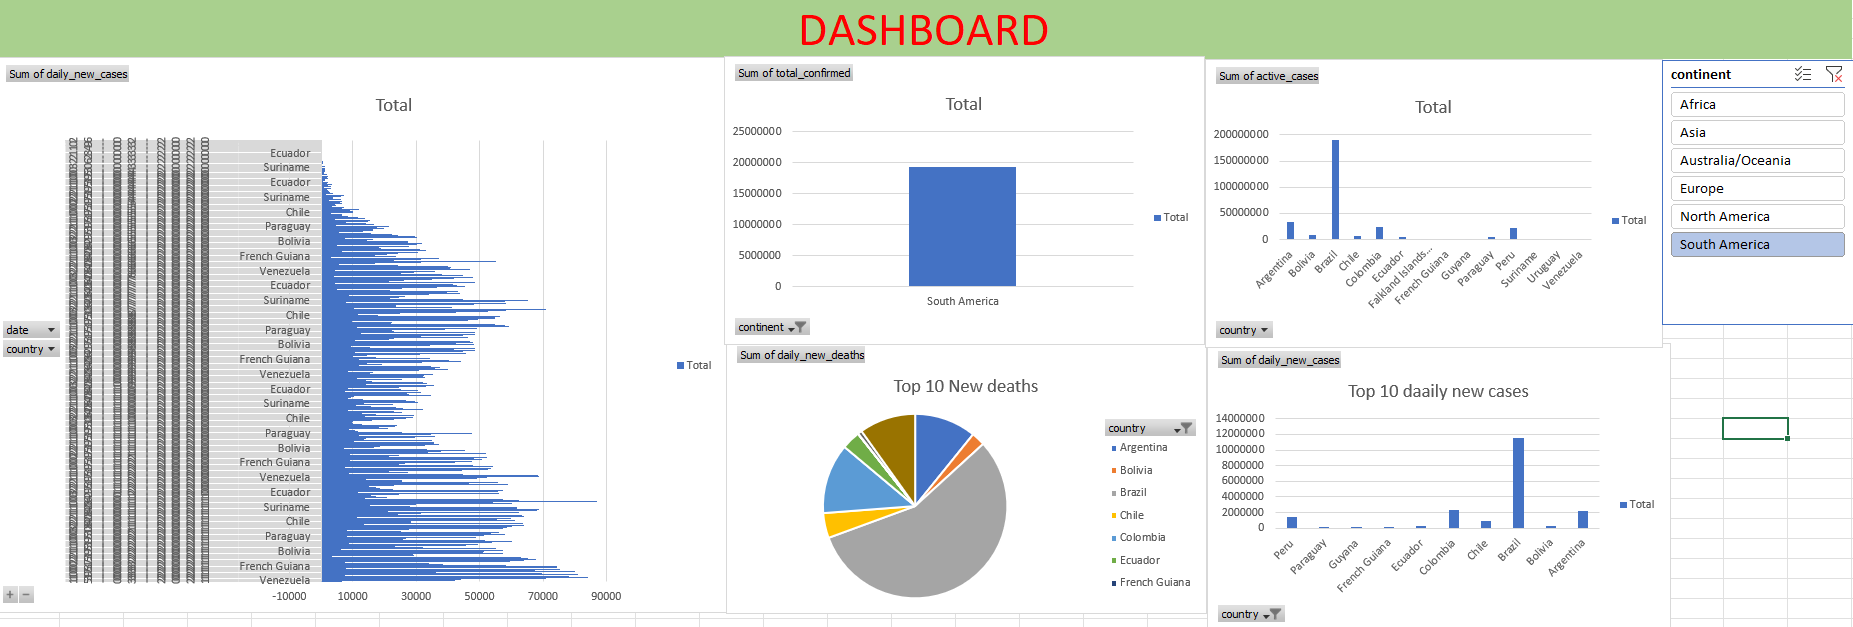 DASHBOARD
Sum of daily_new_cases
Total
Ecuador
Suriname
Ecuador
Suriname
Chile
Paraguay
Bolivia
French Guiana
Venezuela
Ecuador
Suriname
Chile
Paraguay
Bolivia
French Guiana
Venezuela
Ecuador
Suriname
Chile
Paraguay
Bolivia
French Guiana
Venezuela
Ecuador
Suriname
Chile
Paraguay
Bolivia
French Guiana
Venezuela
date
country
Total
-10000 10000 30000 50000 70000 90000
Sum of total_confirmed
Total
25000000
20000000
15000000
10000000
5000000
0
South America
Total
continent
Sum of active_cases
Total
200000000
150000000
100000000
50000000
0
Argentina
Bolivia
Brazil
Chile
Colombia
Ecuador
Falkland Islands...
French Guiana
Guyana
Paraguay
Peru
Suriname
Uruguay
Venezuela
Total
country
continent
Africa
Asia
Australia/Oceania
Europe
North America
South America
Sum of daily_new_deaths
Top 10 New deaths
country
Argentina
Bolivia
Brazil
Chile
Colombia
Ecuador
French Guiana
Sum of daily_new_cases
Top 10 daaily new cases
14000000
12000000
10000000
8000000
6000000
4000000
2000000
0
Peru
Paraguay
Guyana
French Guiana
Ecuador
Colombia
Chile
Brazil
Bolivia
Argentina
Total
country